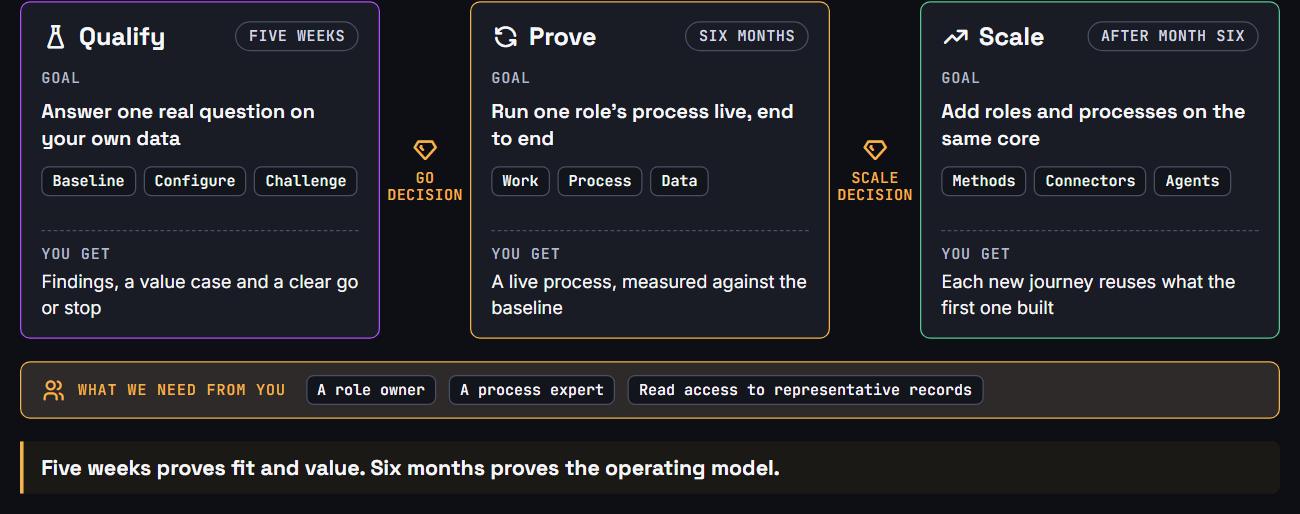 Qualify
FIVE WEEKS
GOAL
Answer one real question on
your own data
Baseline
Configure
Challenge
YOU GET
Findings, a value case and a clear go
or stop
GO
DECISION
Prove
SIX MONTHS
GOAL
Run one role's process live, end
to end
Work
Process
Data
YOU GET
A live process, measured against the
baseline
SCALE
DECISION
Scale
AFTER MONTH SIX
GOAL
Add roles and processes on the
same core
Methods
Connectors
Agents
YOU GET
Each new journey reuses what the
first one built
WHAT WE NEED FROM YOU
A role owner
A process expert
Read access to representative records
Five weeks proves fit and value. Six months proves the operating model.